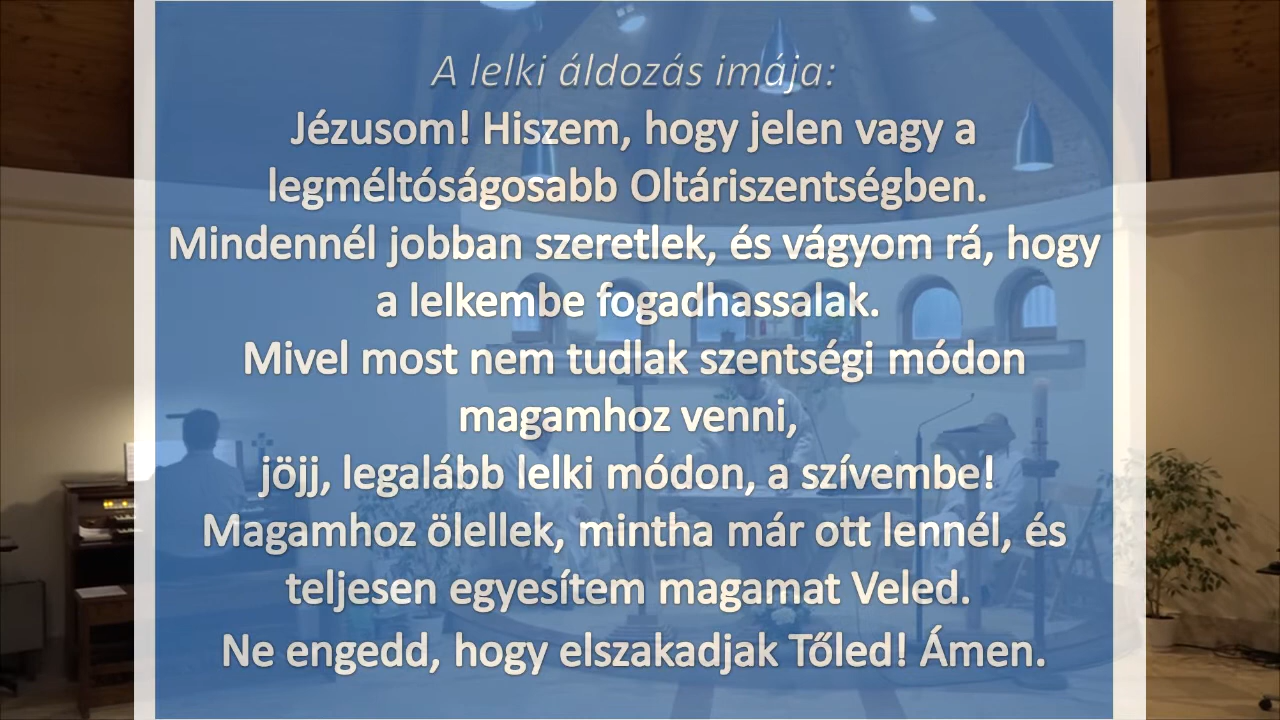 A lelki áldozás imája:
Jézusom! Hiszem, hogy jelen vagy a
legméltóságosabb Oltáriszentségben.
Mindennél jobban szeretlek, és vágyom rá, hogy
a lelkembe fogadhassalak.
Mivel most nem tudlak szentségi módon
magamhoz venni,
jöjj, legalább lelki módon, a szívembe!
Magamhoz ölellek, mintha már ott lennél, és
teljesen egyesítem magamat Veled.
Ne engedd, hogy elszakadjak Tőled! Ámen.